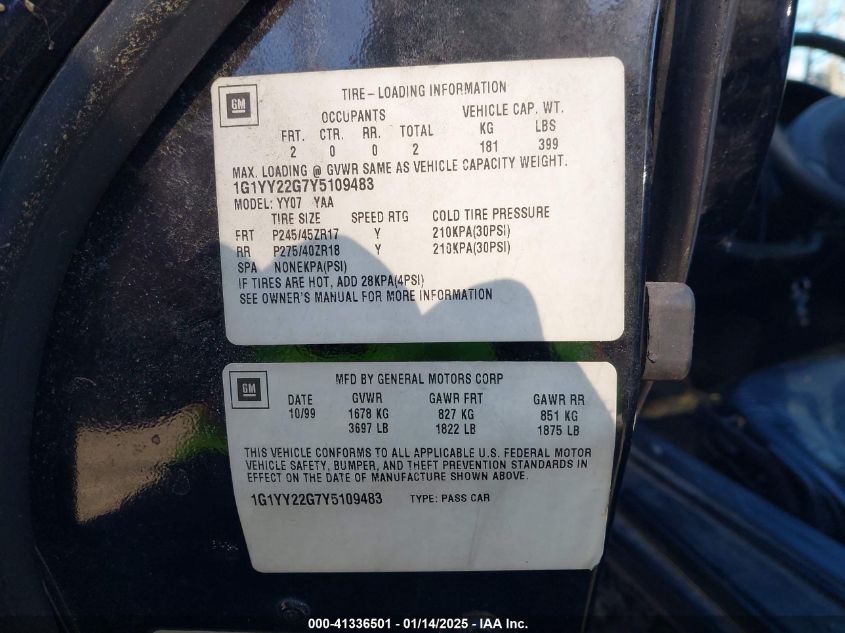 GM
TIRE-LOADING INFORMATION
OCCUPANTS VEHICLE CAP. WT.
FRT. CTR. RR. TOTAL KG LBS
2 0 0 2 181 399
MAX. LOADING @ GVWR SAME AS VEHICLE CAPACITY WEIGHT.
1G1YY22G7Y5109483
MODEL: YY07 YAA
TIRE SIZE SPEED RTG COLD TIRE PRESSURE
FRT P245/45ZR17 Y 210KPA(30PSI)
RR P275/40ZR18 Y 210KPA(30PSI)
SPA NONEKPA(PSI)
IF TIRES ARE HOT, ADD 28KPA(4PSI)
SEE OWNER'S MANUAL FOR MORE INFORMATION
GM
MFD BY GENERAL MOTORS CORP
DATE GVWR GAWR FRT GAWR RR
10/99 1678 KG 827 KG 851 KG
3697 LB 1822 LB 1875 LB
THIS VEHICLE CONFORMS TO ALL APPLICABLE U.S. FEDERAL MOTOR
VEHICLE SAFETY, BUMPER, AND THEFT PREVENTION STANDARDS IN
EFFECT ON THE DATE OF MANUFACTURE SHOWN ABOVE.
1G1YY22G7Y5109483 TYPE: PASS CAR
000-41336501 - 01/14/2025 - IAA Inc.